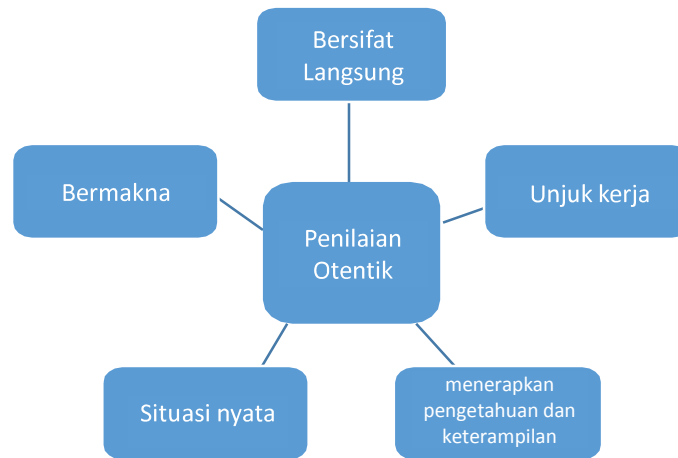 Bersifat
Langsung
Bermakna
Unjuk kerja
Penilaian
Otentik
Situasi nyata
menerapkan
pengetahuan dan
keterampilan